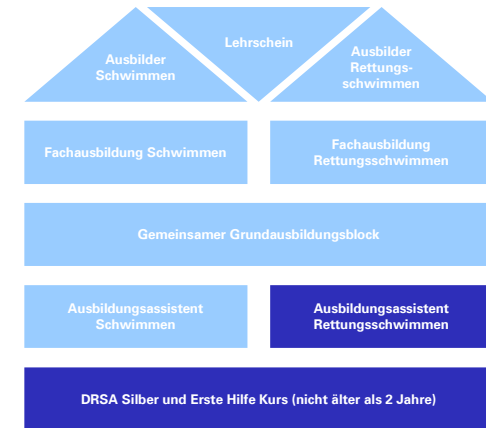 Ausbilder
Schwimmen
Lehrschein
Ausbilder
Rettungs-
schwimmen
Fachausbildung Schwimmen
Fachausbildung
Rettungsschwimmen
Gemeinsamer Grundausbildungsblock
Ausbildungsassistent
Schwimmen
Ausbildungsassistent
Rettungsschwimmen
DRSA Silber und Erste Hilfe Kurs (nicht älter als 2 Jahre)